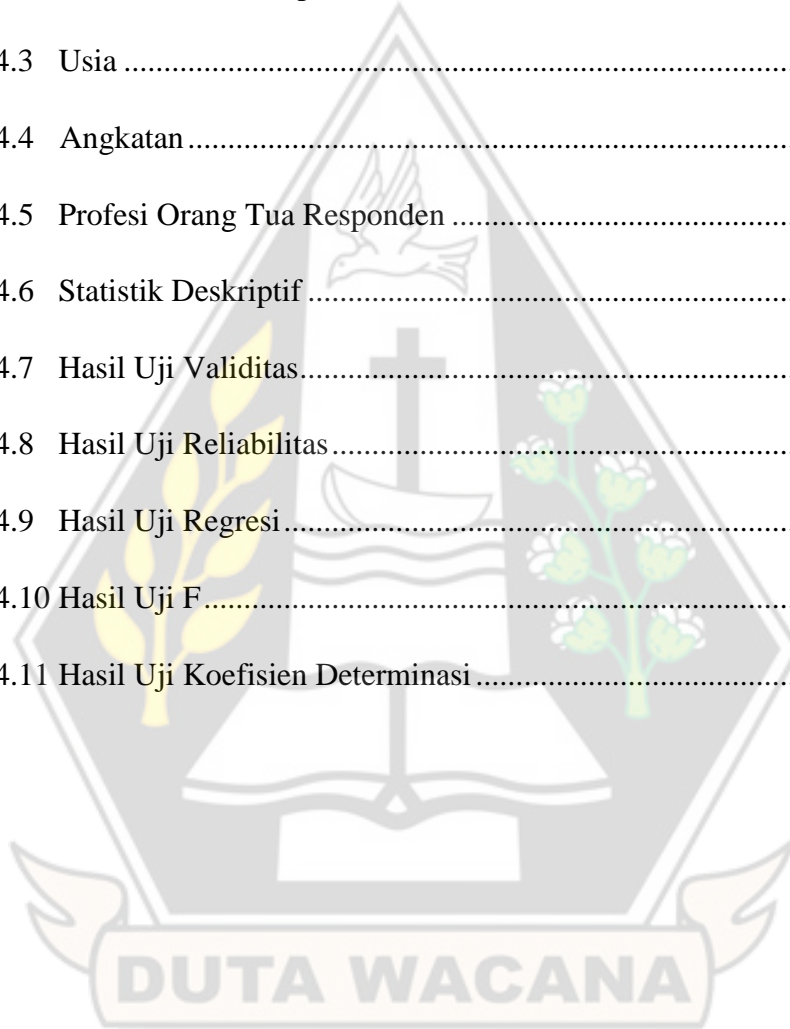 4.3 Usia ........................................................................................
4.4 Angkatan ................................................................................
4.5 Profesi Orang Tua Responden ..............................................
4.6 Statistik Deskriptif ................................................................
4.7 Hasil Uji Validitas.................................................................
4.8 Hasil Uji Reliabilitas .............................................................
4.9 Hasil Uji Regresi ...................................................................
4.10 Hasil Uji F ............................................................................
4.11 Hasil Uji Koefisien Determinasi ..........................................
DUTA WACANA